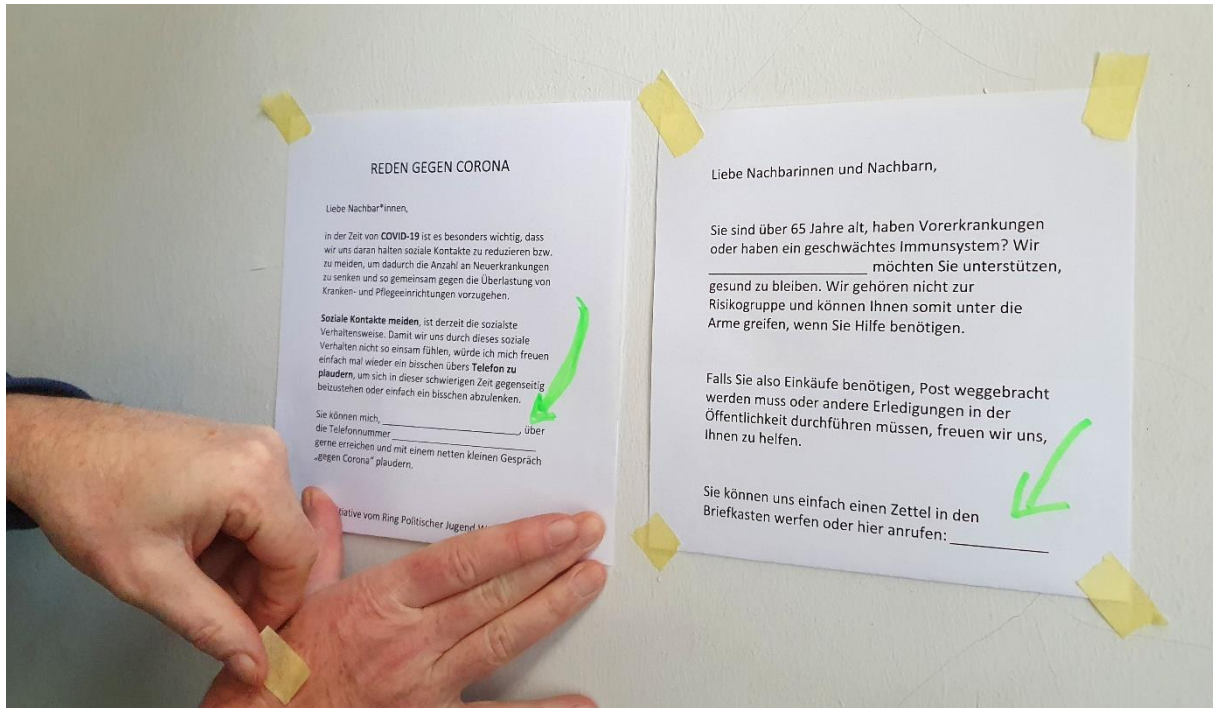 REDEN GEGEN CORONA
Liebe Nachbar*innen,
in der Zeit von COVID-19 ist es besonders wichtig, dass
wir uns daran halten soziale Kontakte zu reduzieren bzw.
zu meiden, um dadurch die Anzahl an Neuerkrankungen
zu senken und so gemeinsam gegen die Überlastung von
Kranken- und Pflegeeinrichtungen vorzugehen.
Soziale Kontakte meiden, ist derzeit die sozialste
Verhaltensweise. Damit wir uns durch dieses soziale
Verhalten nicht so einsam fühlen, würde ich mich freuen
einfach mal wieder ein bisschen übers Telefon zu
plaudern, um sich in dieser schwierigen Zeit gegenseitig
beizustehen oder einfach ein bisschen abzulenken.
Sie können mich, ____________________, über
die Telefonnummer ____________________
gerne erreichen und mit einem netten kleinen Gespräch
„gegen Corona“ plaudern.
vom Ring Politischer Jugend
Liebe Nachbarinnen und Nachbarn,
Sie sind über 65 Jahre alt, haben Vorerkrankungen
oder haben ein geschwächtes Immunsystem? Wir
____________________ möchten Sie unterstützen,
gesund zu bleiben. Wir gehören nicht zur
Risikogruppe und können Ihnen somit unter die
Arme greifen, wenn Sie Hilfe benötigen.
Falls Sie also Einkäufe benötigen, Post weggebracht
werden muss oder andere Erledigungen in der
Öffentlichkeit durchführen müssen, freuen wir uns,
Ihnen zu helfen.
Sie können uns einfach einen Zettel in den
Briefkasten werfen oder hier anrufen: ____________